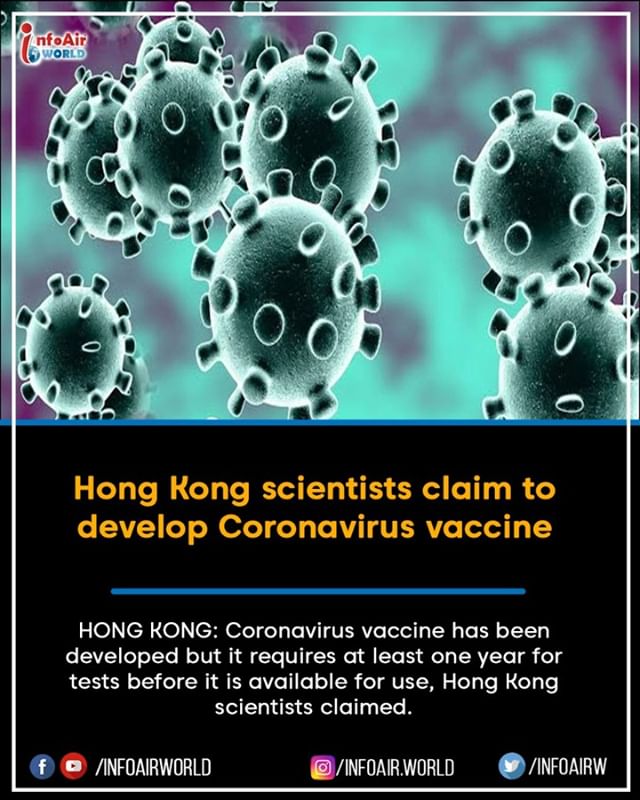 infoAir
WORLD
Hong Kong scientists claim to
develop Coronavirus vaccine
HONG KONG: Coronavirus vaccine has been
developed but it requires at least one year for
tests before it is available for use, Hong Kong
scientists claimed.
/INFOAIRWORLD /INFOAIR.WORLD /INFOAIRW